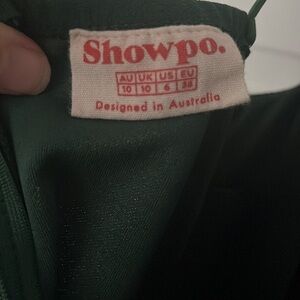 Showpo.
AU UK US EU
10 10 6 38
Designed in Australia